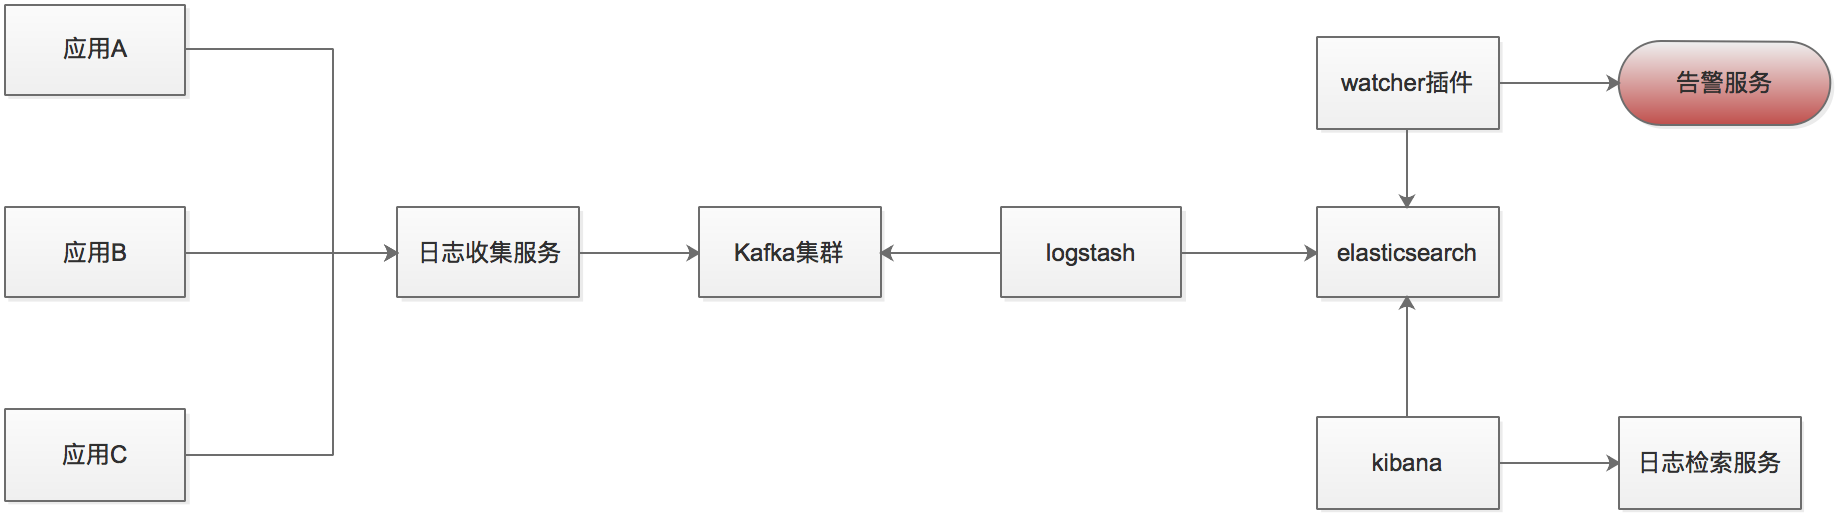 应用A
应用B
应用C
日志收集服务
Kafka集群
logstash
watcher插件
告警服务
elasticsearch
kibana
日志检索服务